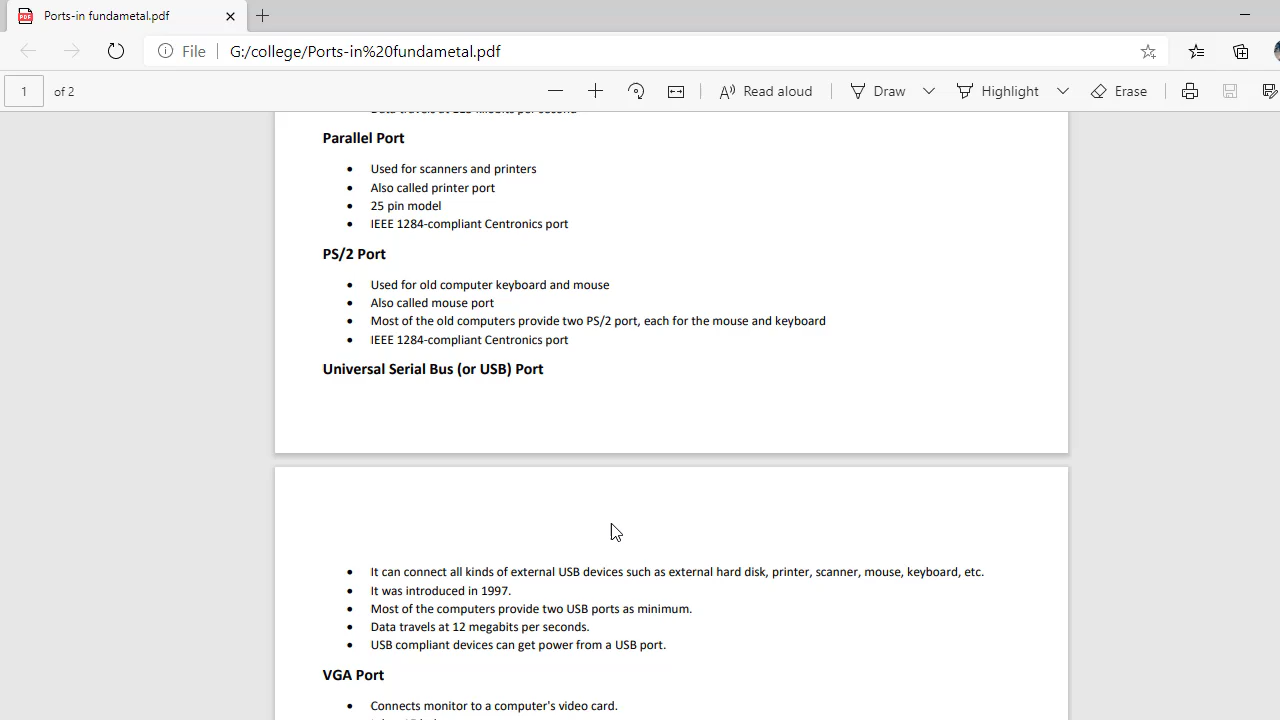 Ports-in fundametal.pdf
File
G:/college/Ports-in%20fundametal.pdf
1 of 2
Read aloud
Draw
Highlight
Erase
Parallel Port
• Used for scanners and printers
• Also called printer port
• 25 pin model
• IEEE 1284-compliant Centronics port
PS/2 Port
• Used for old computer keyboard and mouse
• Also called mouse port
• Most of the old computers provide two PS/2 port, each for the mouse and keyboard
• IEEE 1284-compliant Centronics port
Universal Serial Bus (or USB) Port
• It can connect all kinds of external USB devices such as external hard disk, printer, scanner, mouse, keyboard, etc.
• It was introduced in 1997.
• Most of the computers provide two USB ports as minimum.
• Data travels at 12 megabits per seconds.
• USB compliant devices can get power from a USB port.
VGA Port
• Connects monitor to a computer's video card.